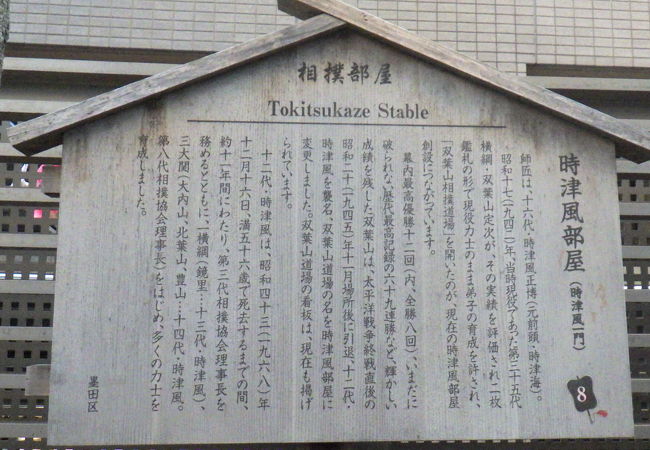 相撲部屋
Tokitsukaze Stable
時津風部屋(時津風一門)
師匠は、十六代・時津風正博(元前頭・時津海)。
昭和十七(一九四二)年、当時現役であった第三十五代
横綱・双葉山定次が、その実績を評価され二枚
鑑札の形で現役力士のまま弟子の育成を許され、
「双葉山相撲道場」を開いたのが、現在の時津風部屋
創設につながっています。
幕内最高優勝十二回(内、全勝八回)、いまだに
破られない歴代最高記録の六十九連勝など、輝かしい
成績を残した双葉山は、太平洋戦争終戦直後の
昭和二十(一九四五)年十一月場所後に引退、十二代・
時津風を襲名、双葉山道場の名を時津風部屋に
変更しました。双葉山道場の看板は、現在も揚げ
られています。
十二代・時津風は、昭和四十三(一九六八)年
十二月十六日、満五十六歳で死去するまでの間、
約十一年間にわたり、第三代相撲協会理事長を
務めるとともに、一横綱(鏡里…十三代・時津風)、
三大関(大内山、北葉山、豊山…十四代・時津風。
第八代相撲協会理事長)をはじめ、多くの力士を
育成しました。
墨田区
8